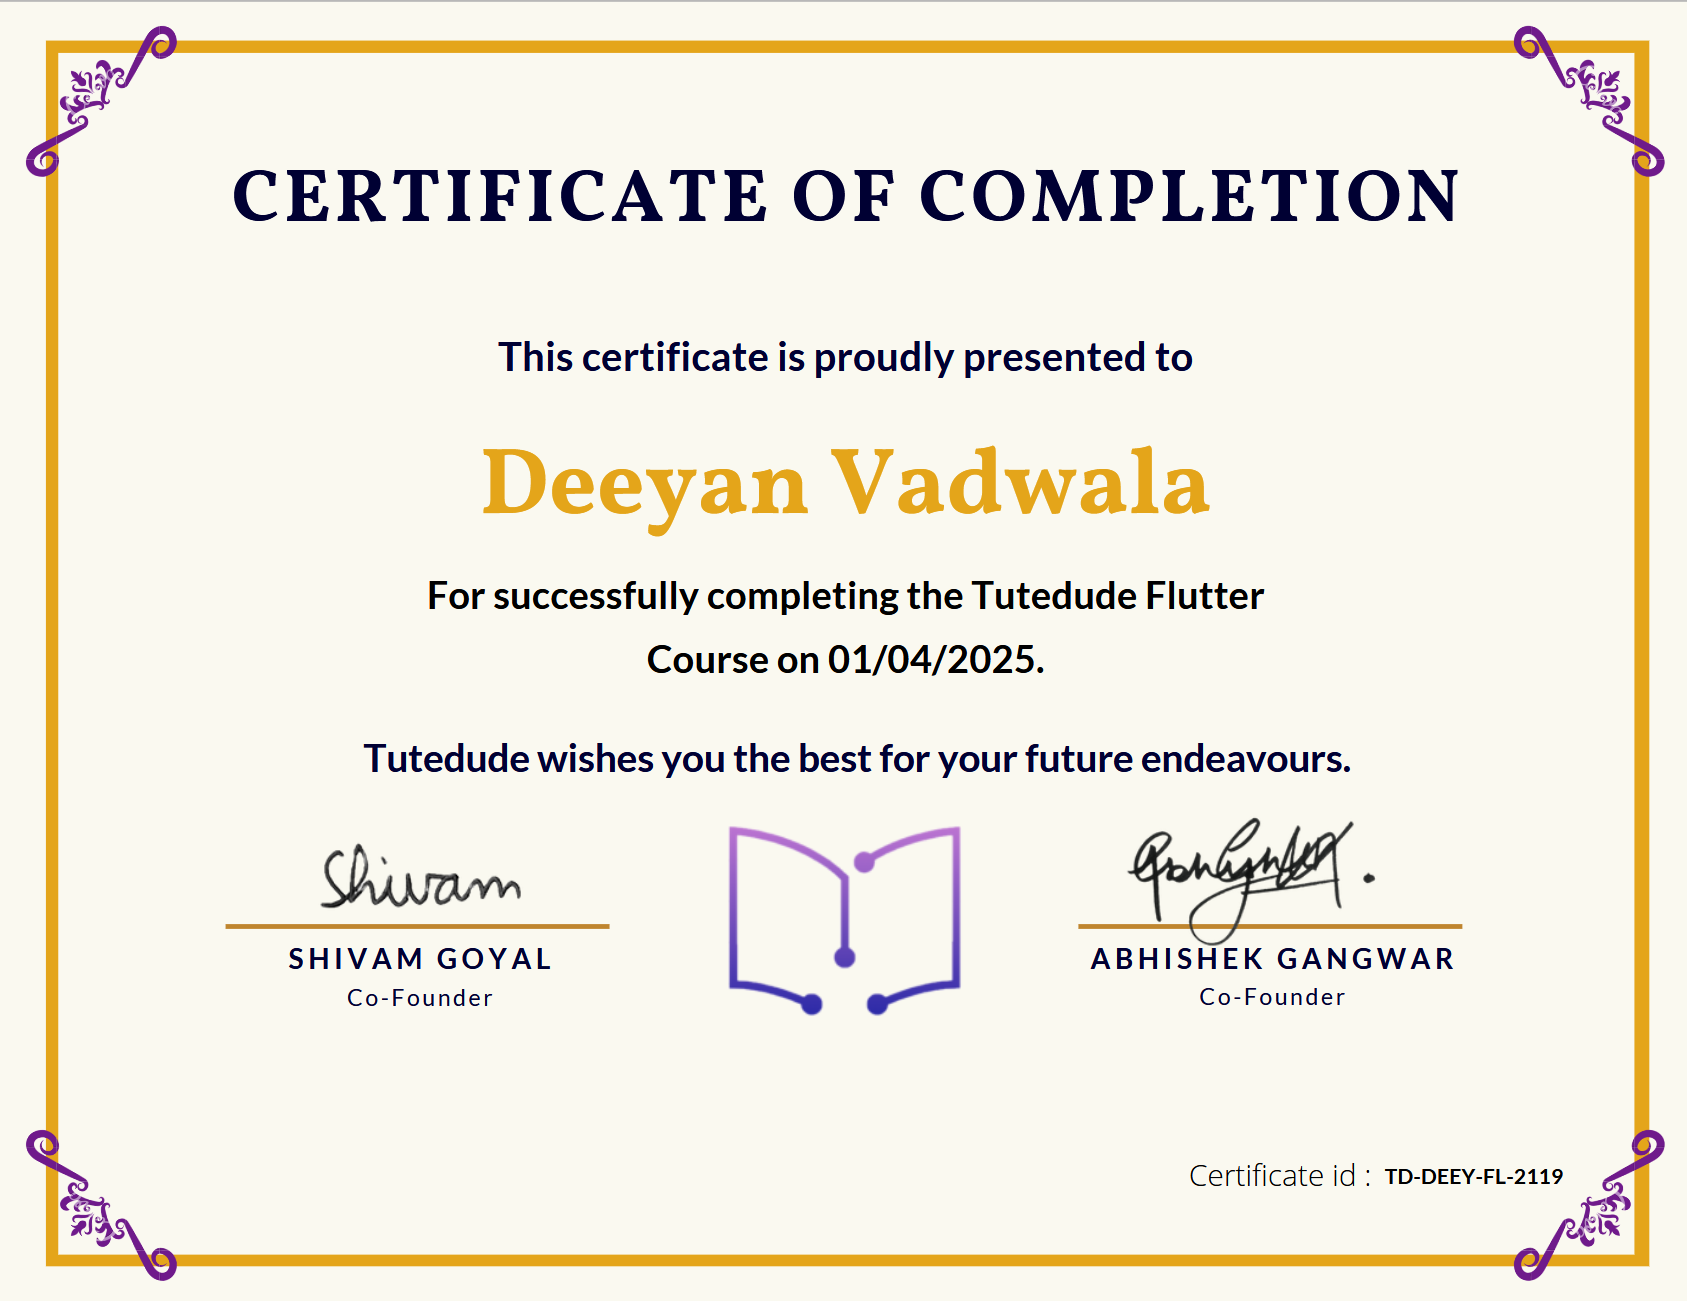 CERTIFICATE OF COMPLETION
This certificate is proudly presented to
Deeyan Vadwala
For successfully completing the Tutedude Flutter
Course on 01/04/2025.
Tutedude wishes you the best for your future endeavours.
Shivam
SHIVAM GOYAL
Co-Founder
ABHISHEK GANGWAR
Co-Founder
Certificate id : TD-DEEY-FL-2119